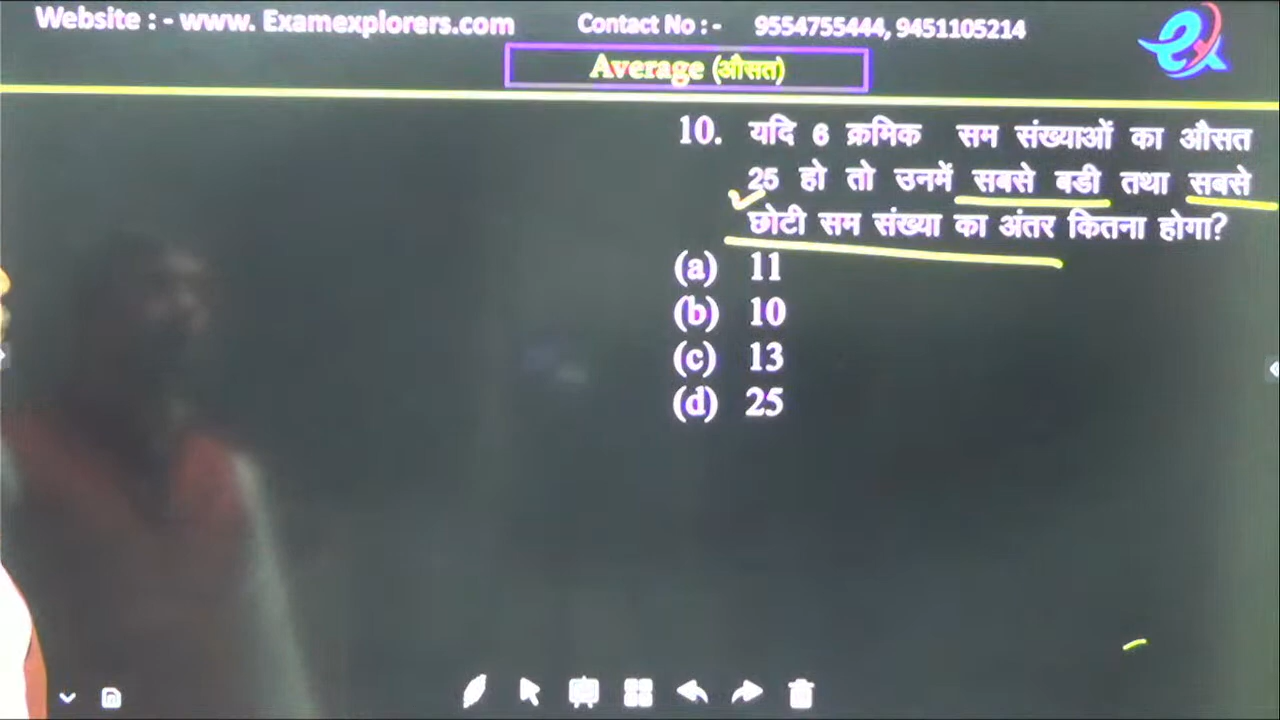 Website : - www. Examexplorers.com Contact No : - 9554755444, 9451105214
ex
Average (औसत)
10. यदि 6 क्रमिक सम संख्याओं का औसत
25 हो तो उनमें सबसे बडी तथा सबसे
छोटी सम संख्या का अंतर कितना होगा?
(a) 11
(b) 10
(c) 13
(d) 25